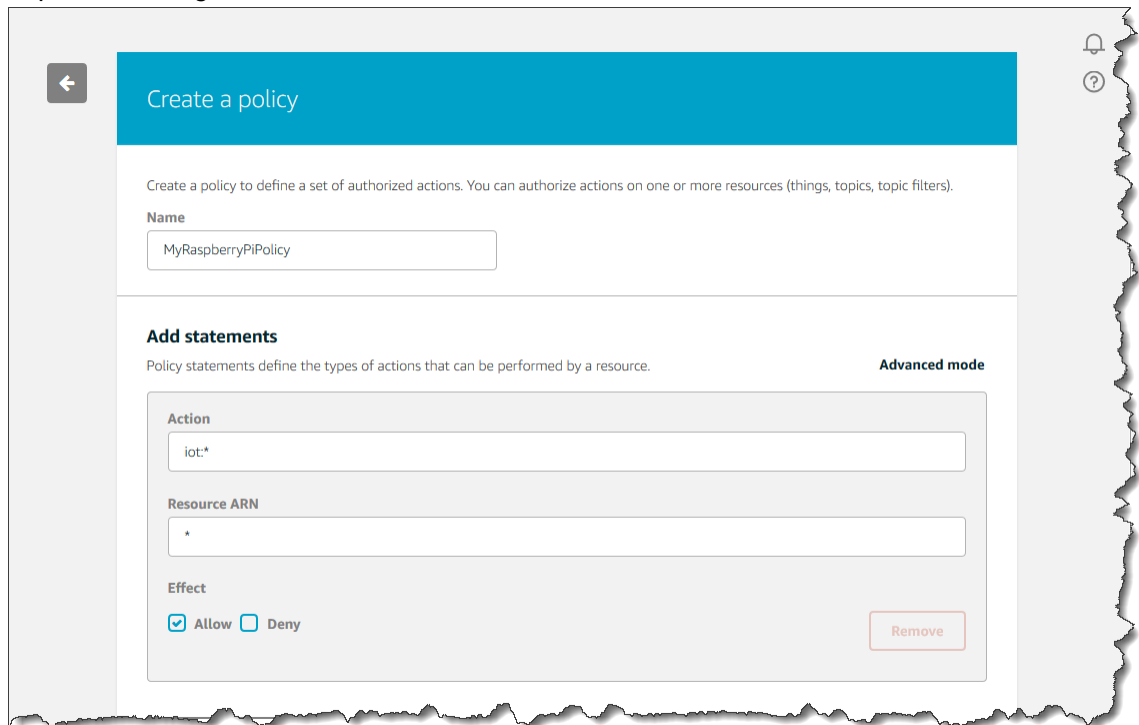 Create a policy
Create a policy to define a set of authorized actions. You can authorize actions on one or more resources (things, topics, topic filters).
Name
MyRaspberryPiPolicy
Add statements
Policy statements define the types of actions that can be performed by a resource.
Advanced mode
Action
iot:*
Resource ARN
*
Effect
Allow Deny
Remove